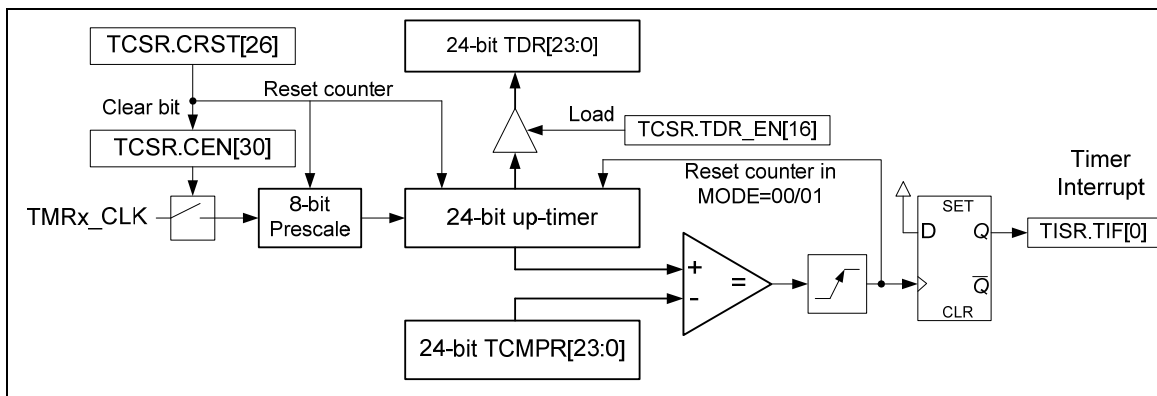 TCSR.CRST[26]
24-bit TDR[23:0]
Reset counter
Clear bit
Load
TCSR.TDR_EN[16]
TCSR.CEN[30]
Reset counter in
MODE=00/01
Timer
Interrupt
TMRx_CLK
8-bit
Prescale
24-bit up-timer
SET
D
Q
TISR.TIF[0]
+
=
-
Q
CLR
24-bit TCMPR[23:0]